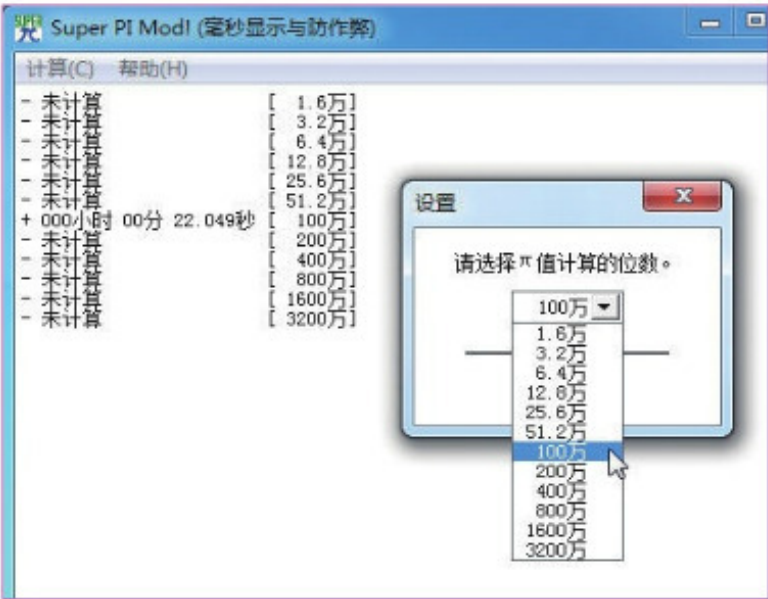 Super PI Mod! (毫秒显示与防作弊)
计算(C) 帮助(H)
- 未计算 [ 1.6万]
- 未计算 [ 3.2万]
- 未计算 [ 6.4万]
- 未计算 [ 12.8万]
- 未计算 [ 25.6万]
- 未计算 [ 51.2万]
+ 000小时 00分 22.049秒 [ 100万]
- 未计算 [ 200万]
- 未计算 [ 400万]
- 未计算 [ 800万]
- 未计算 [ 1600万]
- 未计算 [ 3200万]
设置
请选择π值计算的位数。
100万
1.6万
3.2万
6.4万
12.8万
25.6万
51.2万
100万
200万
400万
800万
1600万
3200万